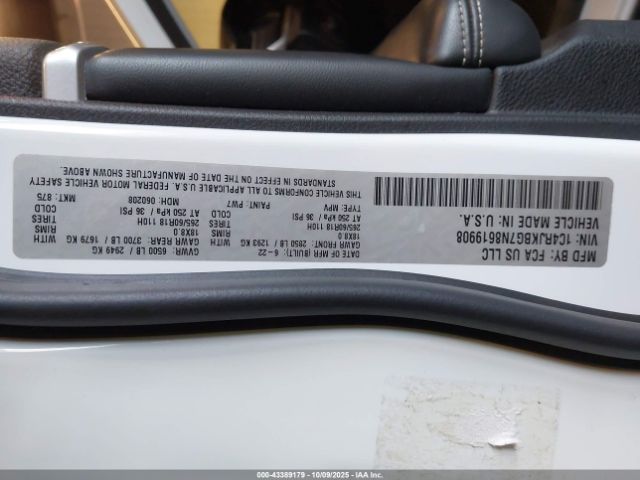 MFD BY: FCA US LLC
VIN: 1C4RJKBG7N8619908
VEHICLE MADE IN: U.S.A.
DATE OF MFR (BUILT): 6-22 GVWR: 6500 LB / 2949 KG
GAWR FRONT: 2850 LB / 1293 KG GAWR REAR: 3700 LB / 1679 KG
18X8.0 RIMS 18X8.0 RIMS
265/60R18 110H TIRES 265/60R18 110H TIRES
AT 250 kPa / 36 PSI COLD AT 250 kPa / 36 PSI COLD
TYPE: MPV PAINT: PW7 MDH: 060208 MKT: 875
THIS VEHICLE CONFORMS TO ALL APPLICABLE U.S.A. FEDERAL MOTOR VEHICLE SAFETY
STANDARDS IN EFFECT ON THE DATE OF MANUFACTURE SHOWN ABOVE.
000-43389179 - 10/09/2025 - IAA Inc.